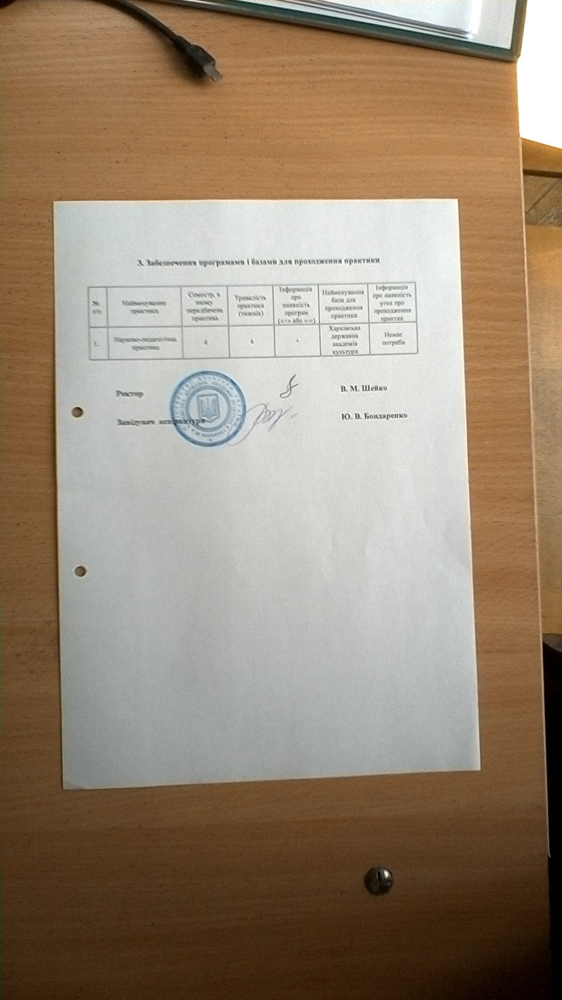 3. Забезпечення програмами і базами для проходження практики
№ з/п
Найменування
практики
Семестр, в
якому
передбачена
практика
Тривалість
практики
(тижнів)
Інформація
про
наявність
програм
(«+» або «-»)
Найменування
бази для
проходження
практики
Інформація
про наявність
угод про
проходження
практик
1.
Науково-педагогічна
практика
4
4
+
Харківська
державна
академія
культури
Немає
потреби
Ректор
В. М. Шейко
Завідувач аспірантури
Ю. В. Бондаренко